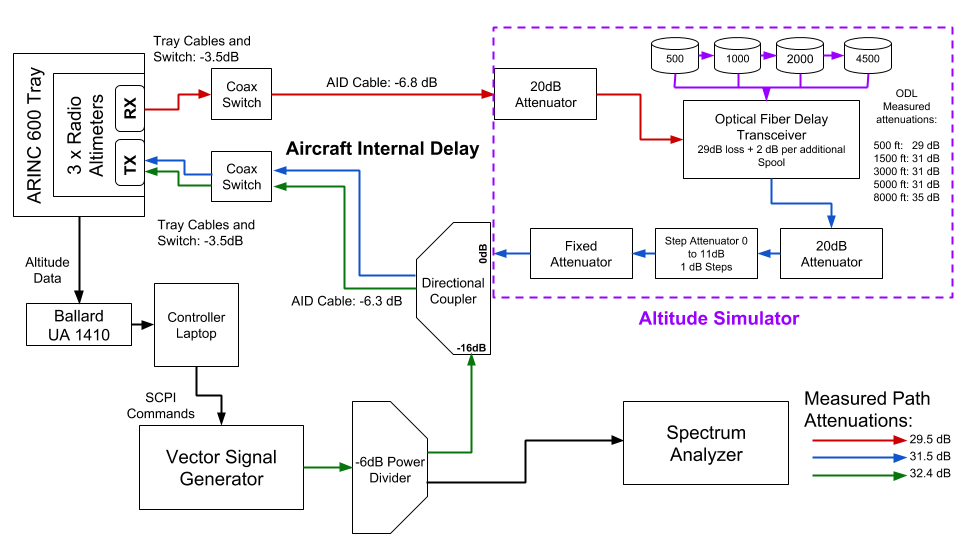 Tray Cables and
Switch: -3.5dB
ARINC 600 Tray
3 x Radio
Altimeters
RX
TX
Coax
Switch
AID Cable: -6.8 dB
20dB
Attenuator
500
1000
2000
4500
Optical Fiber Delay
Transceiver
29dB loss + 2 dB per additional
Spool
ODL
Measured
attenuations:
500 ft: 29 dB
1500 ft: 31 dB
3000 ft: 31 dB
5000 ft: 31 dB
8000 ft: 35 dB
Aircraft Internal Delay
Coax
Switch
Tray Cables and
Switch: -3.5dB
AID Cable: -6.3 dB
Directional
Coupler
0dB
-16dB
Fixed
Attenuator
Step Attenuator 0
to 11dB
1 dB Steps
20dB
Attenuator
Altitude Simulator
Altitude
Data
Ballard
UA 1410
Controller
Laptop
SCPI
Commands
Vector Signal
Generator
-6dB Power
Divider
Spectrum
Analyzer
Measured Path
Attenuations:
29.5 dB
31.5 dB
32.4 dB